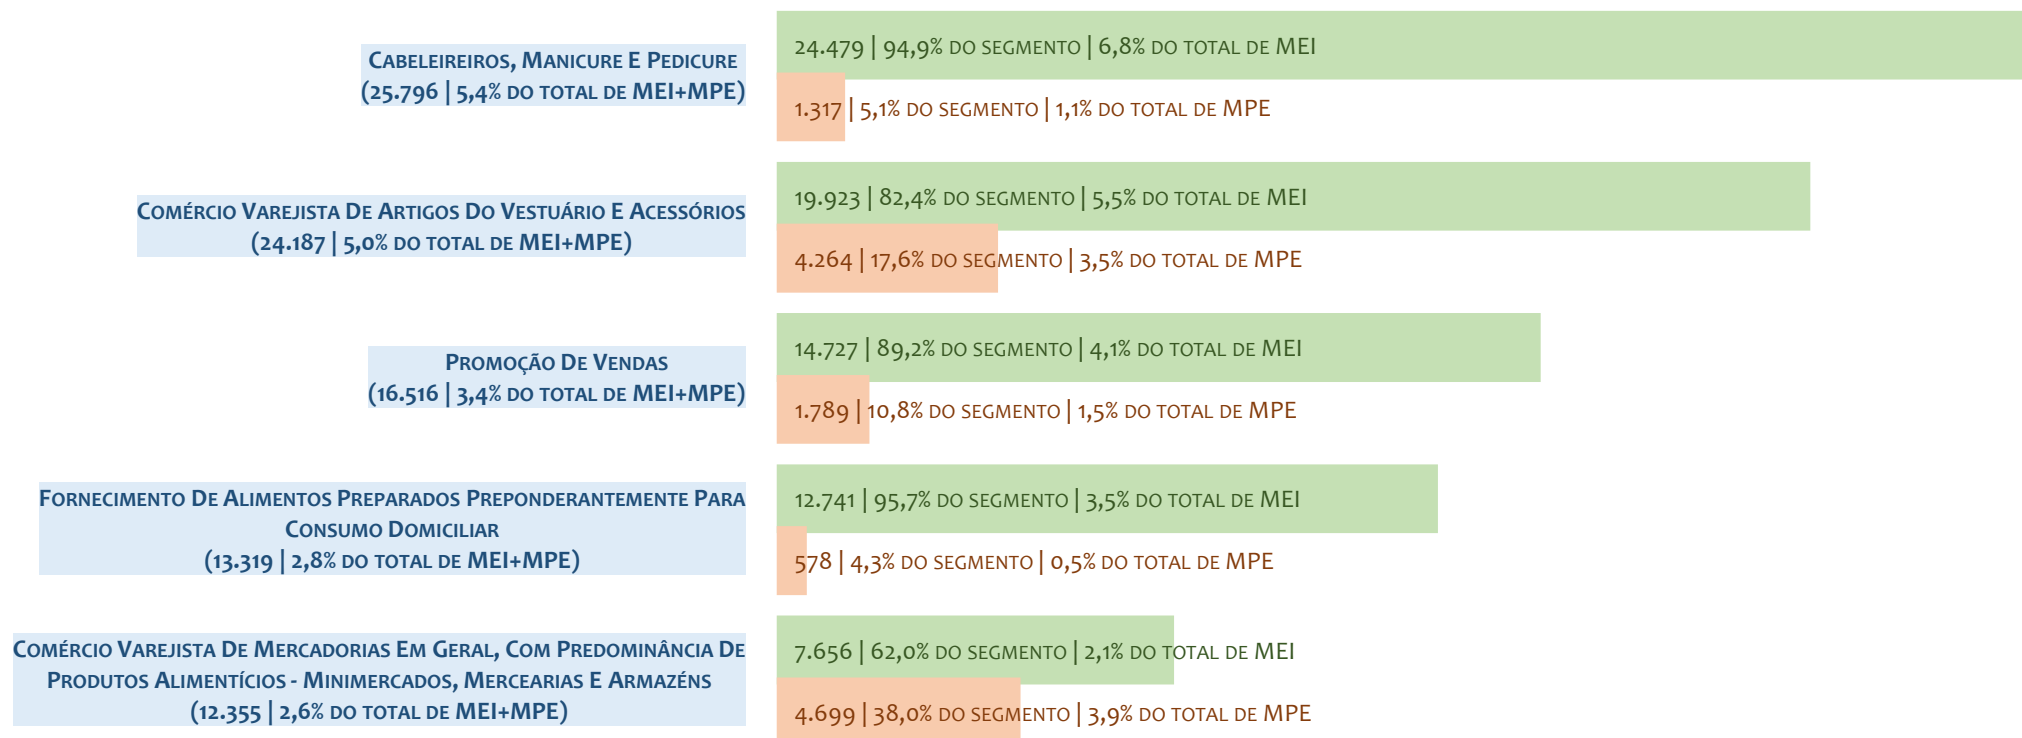 Cabeleireiros, Manicure E Pedicure
(25.796 | 5,4% do total de MEI+MPE)
24.479 | 94,9% do segmento | 6,8% do total de MEI
1.317 | 5,1% do segmento | 1,1% do total de MPE
Comércio Varejista De Artigos Do Vestuário E Acessórios
(24.187 | 5,0% do total de MEI+MPE)
19.923 | 82,4% do segmento | 5,5% do total de MEI
4.264 | 17,6% do segmento | 3,5% do total de MPE
Promoção De Vendas
(16.516 | 3,4% do total de MEI+MPE)
14.727 | 89,2% do segmento | 4,1% do total de MEI
1.789 | 10,8% do segmento | 1,5% do total de MPE
Fornecimento De Alimentos Preparados Preponderantemente Para
Consumo Domiciliar
(13.319 | 2,8% do total de MEI+MPE)
12.741 | 95,7% do segmento | 3,5% do total de MEI
578 | 4,3% do segmento | 0,5% do total de MPE
Comércio Varejista De Mercadorias Em Geral, Com Predominância De
Produtos Alimentícios - Minimercados, Mercearias E Armazéns
(12.355 | 2,6% do total de MEI+MPE)
7.656 | 62,0% do segmento | 2,1% do total de MEI
4.699 | 38,0% do segmento | 3,9% do total de MPE